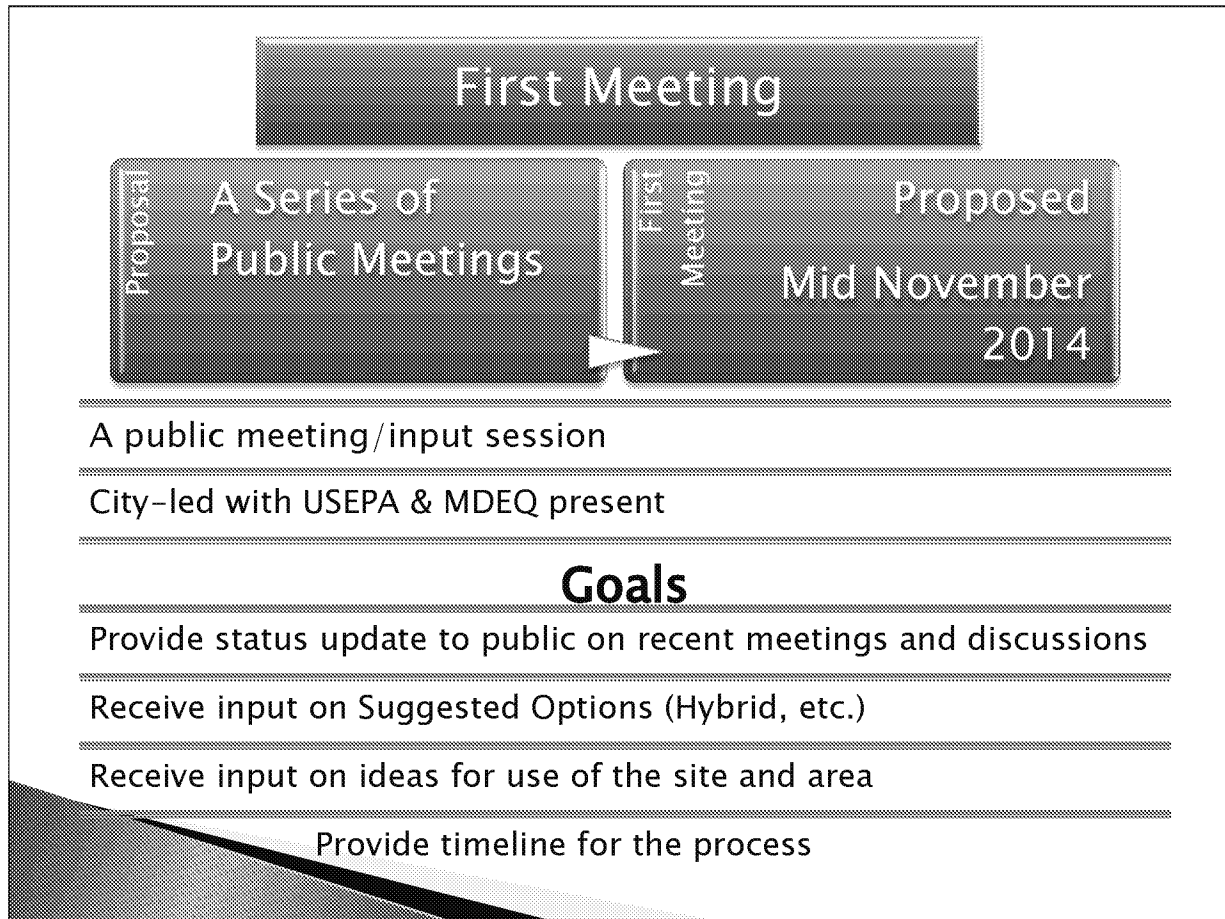 First Meeting
Proposal
A Series of
Public Meetings
First
Meeting
Proposed
Mid November
2014
A public meeting/input session
City-led with USEPA & MDEQ present
Goals
Provide status update to public on recent meetings and discussions
Receive input on Suggested Options (Hybrid, etc.)
Receive input on ideas for use of the site and area
Provide timeline for the process